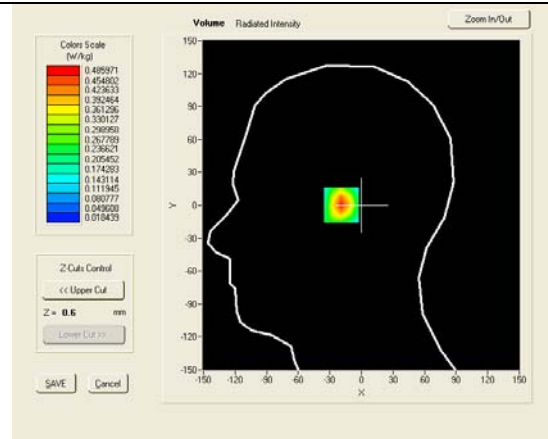 Volume Radiated Intensity
Zoom In/Out
Colors Scale
(W/kg)
0.485971
0.454802
0.423633
0.392464
0.361296
0.330127
0.298958
0.267789
0.236621
0.205452
0.174283
0.143114
0.111945
0.080777
0.049608
0.018439
Z-Cuts Control
<< Upper Cut
Z = 0.6 mm
Lower Cut >>
SAVE
Cancel
150
120
90
60
30
0
-30
-60
-90
-120
-150
Y
-150 -120 -90 -60 -30 0 30 60 90 120 150
X